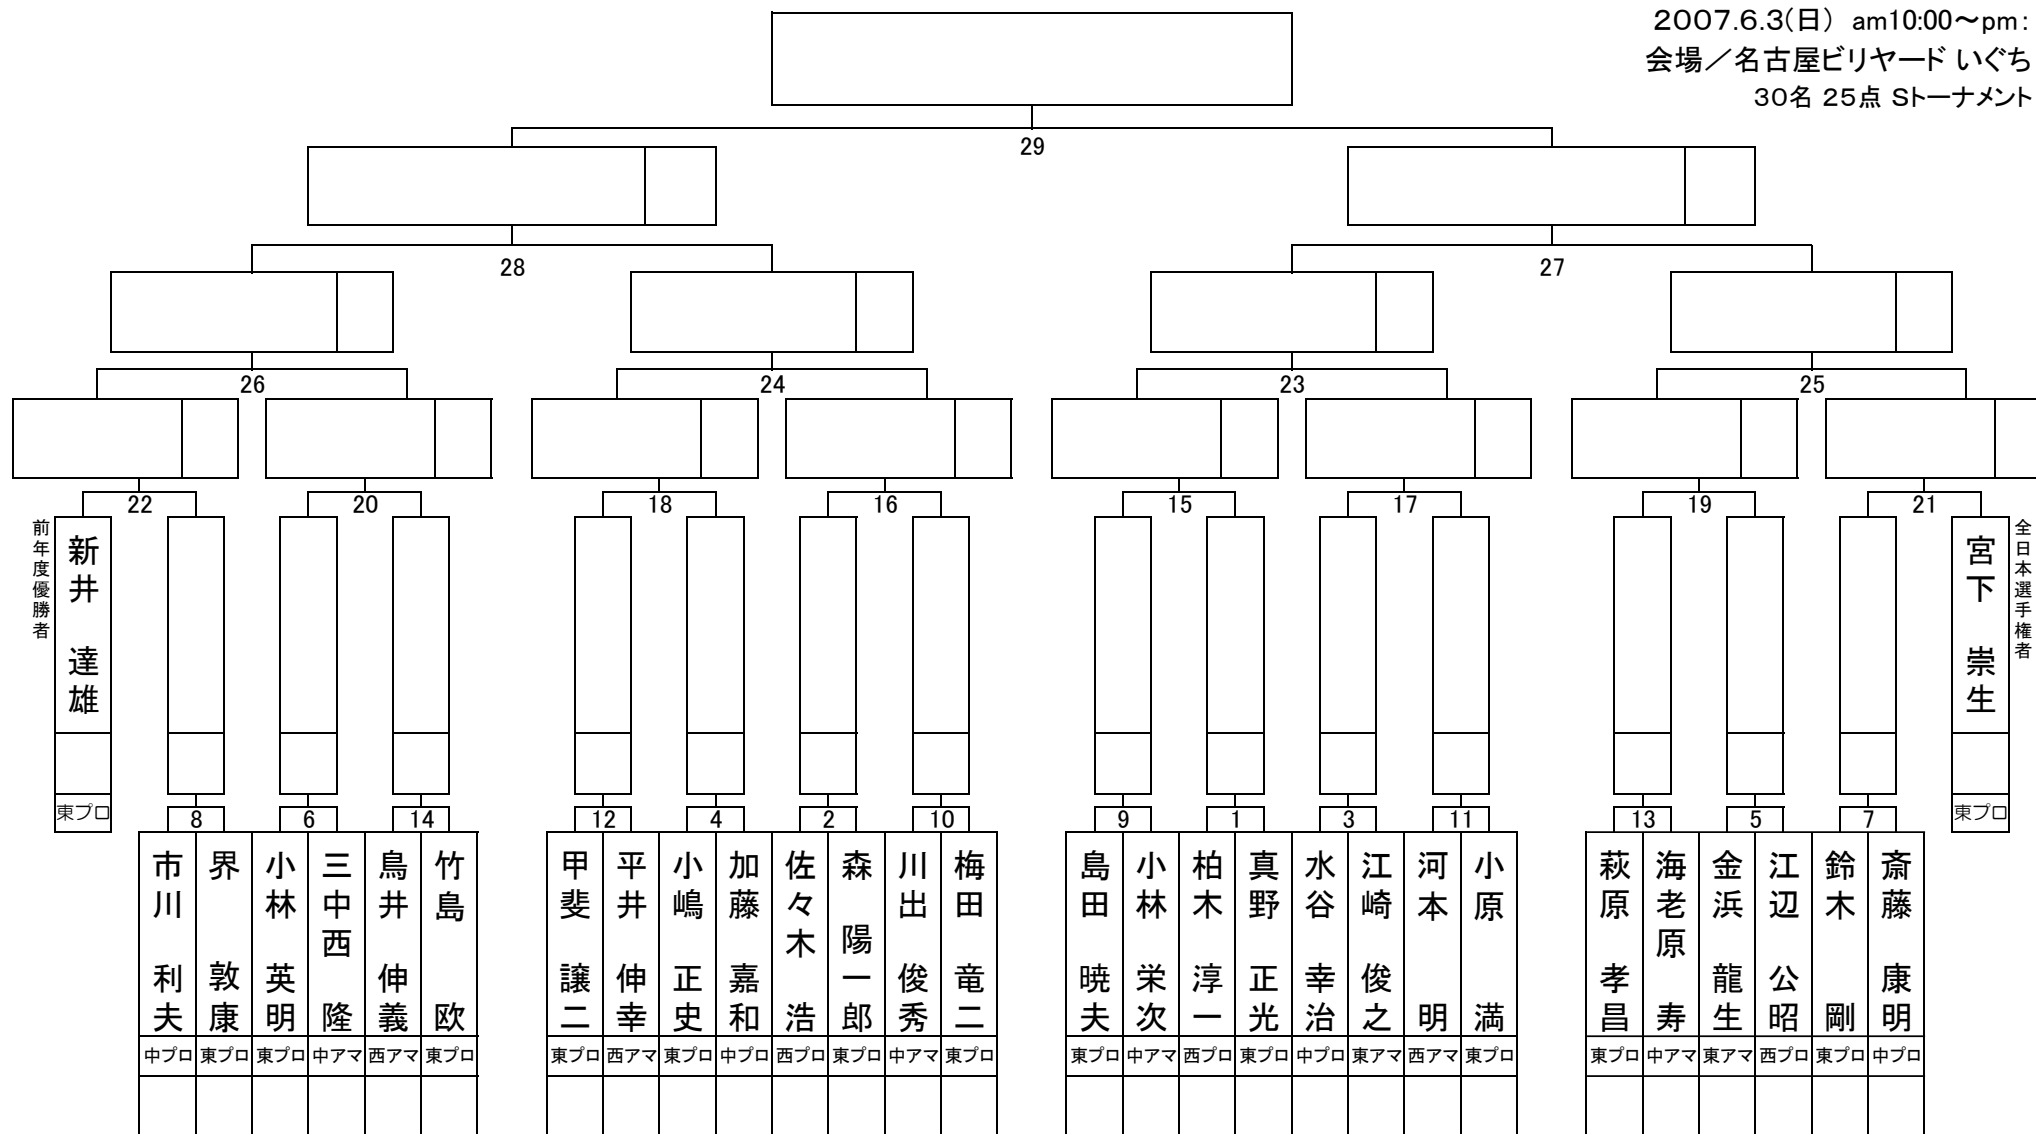 2007.6.3(日) am10:00～pm:
会場／名古屋ビリヤード いぐち
30名 25点 Sトーナメント
29
28
27
26
24
23
25
22
20
18
16
15
17
19
21
前年度優勝者
新井 達雄
東プロ
宮下 崇生
東プロ
全日本選手権者
8
6
14
12
4
2
10
9
1
3
11
13
5
7
市川 利夫
界 敦康
小林 英明
三中西 隆
鳥井 伸義
竹島 欧
甲斐 譲二
平井 伸幸
小嶋 正史
加藤 嘉和
佐々木 浩
森 陽一郎
川出 俊秀
梅田 竜二
島田 暁夫
小林 栄次
柏木 淳一
真野 正光
水谷 幸治
江崎 俊之
河本 明
小原 満
萩原 孝昌
海老原 寿
金浜 龍生
江辺 公昭
鈴木 剛
斎藤 康明
中プロ 東プロ 東プロ 中アマ 西アマ 東プロ 東プロ 西アマ 東プロ 中プロ 西プロ 東プロ 中アマ 東プロ 東プロ 中アマ 西プロ 東プロ 中プロ 東アマ 西アマ 東プロ 東プロ 中アマ 東アマ 西プロ 東プロ 中プロ